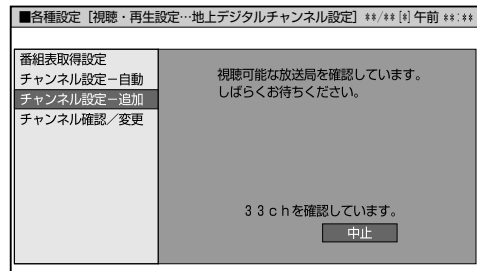 ■各種設定［視聴・再生設定…地上デジタルチャンネル設定］ **/**[*]午前 **:**
番組表取得設定
チャンネル設定－自動
チャンネル設定－追加
チャンネル確認／変更
視聴可能な放送局を確認しています。
しばらくお待ちください。
３３ｃｈを確認しています。
中止